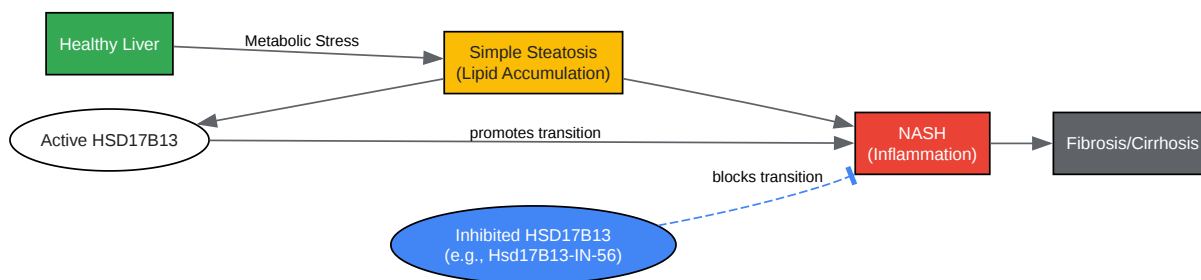 Healthy Liver
Metabolic Stress
Simple Steatosis
(Lipid Accumulation)
Active HSD17B13
promotes transition
NASH
(Inflammation)
Fibrosis/Cirrhosis
blocks transition
Inhibited HSD17B13
(e.g., Hsd17B13-IN-56)